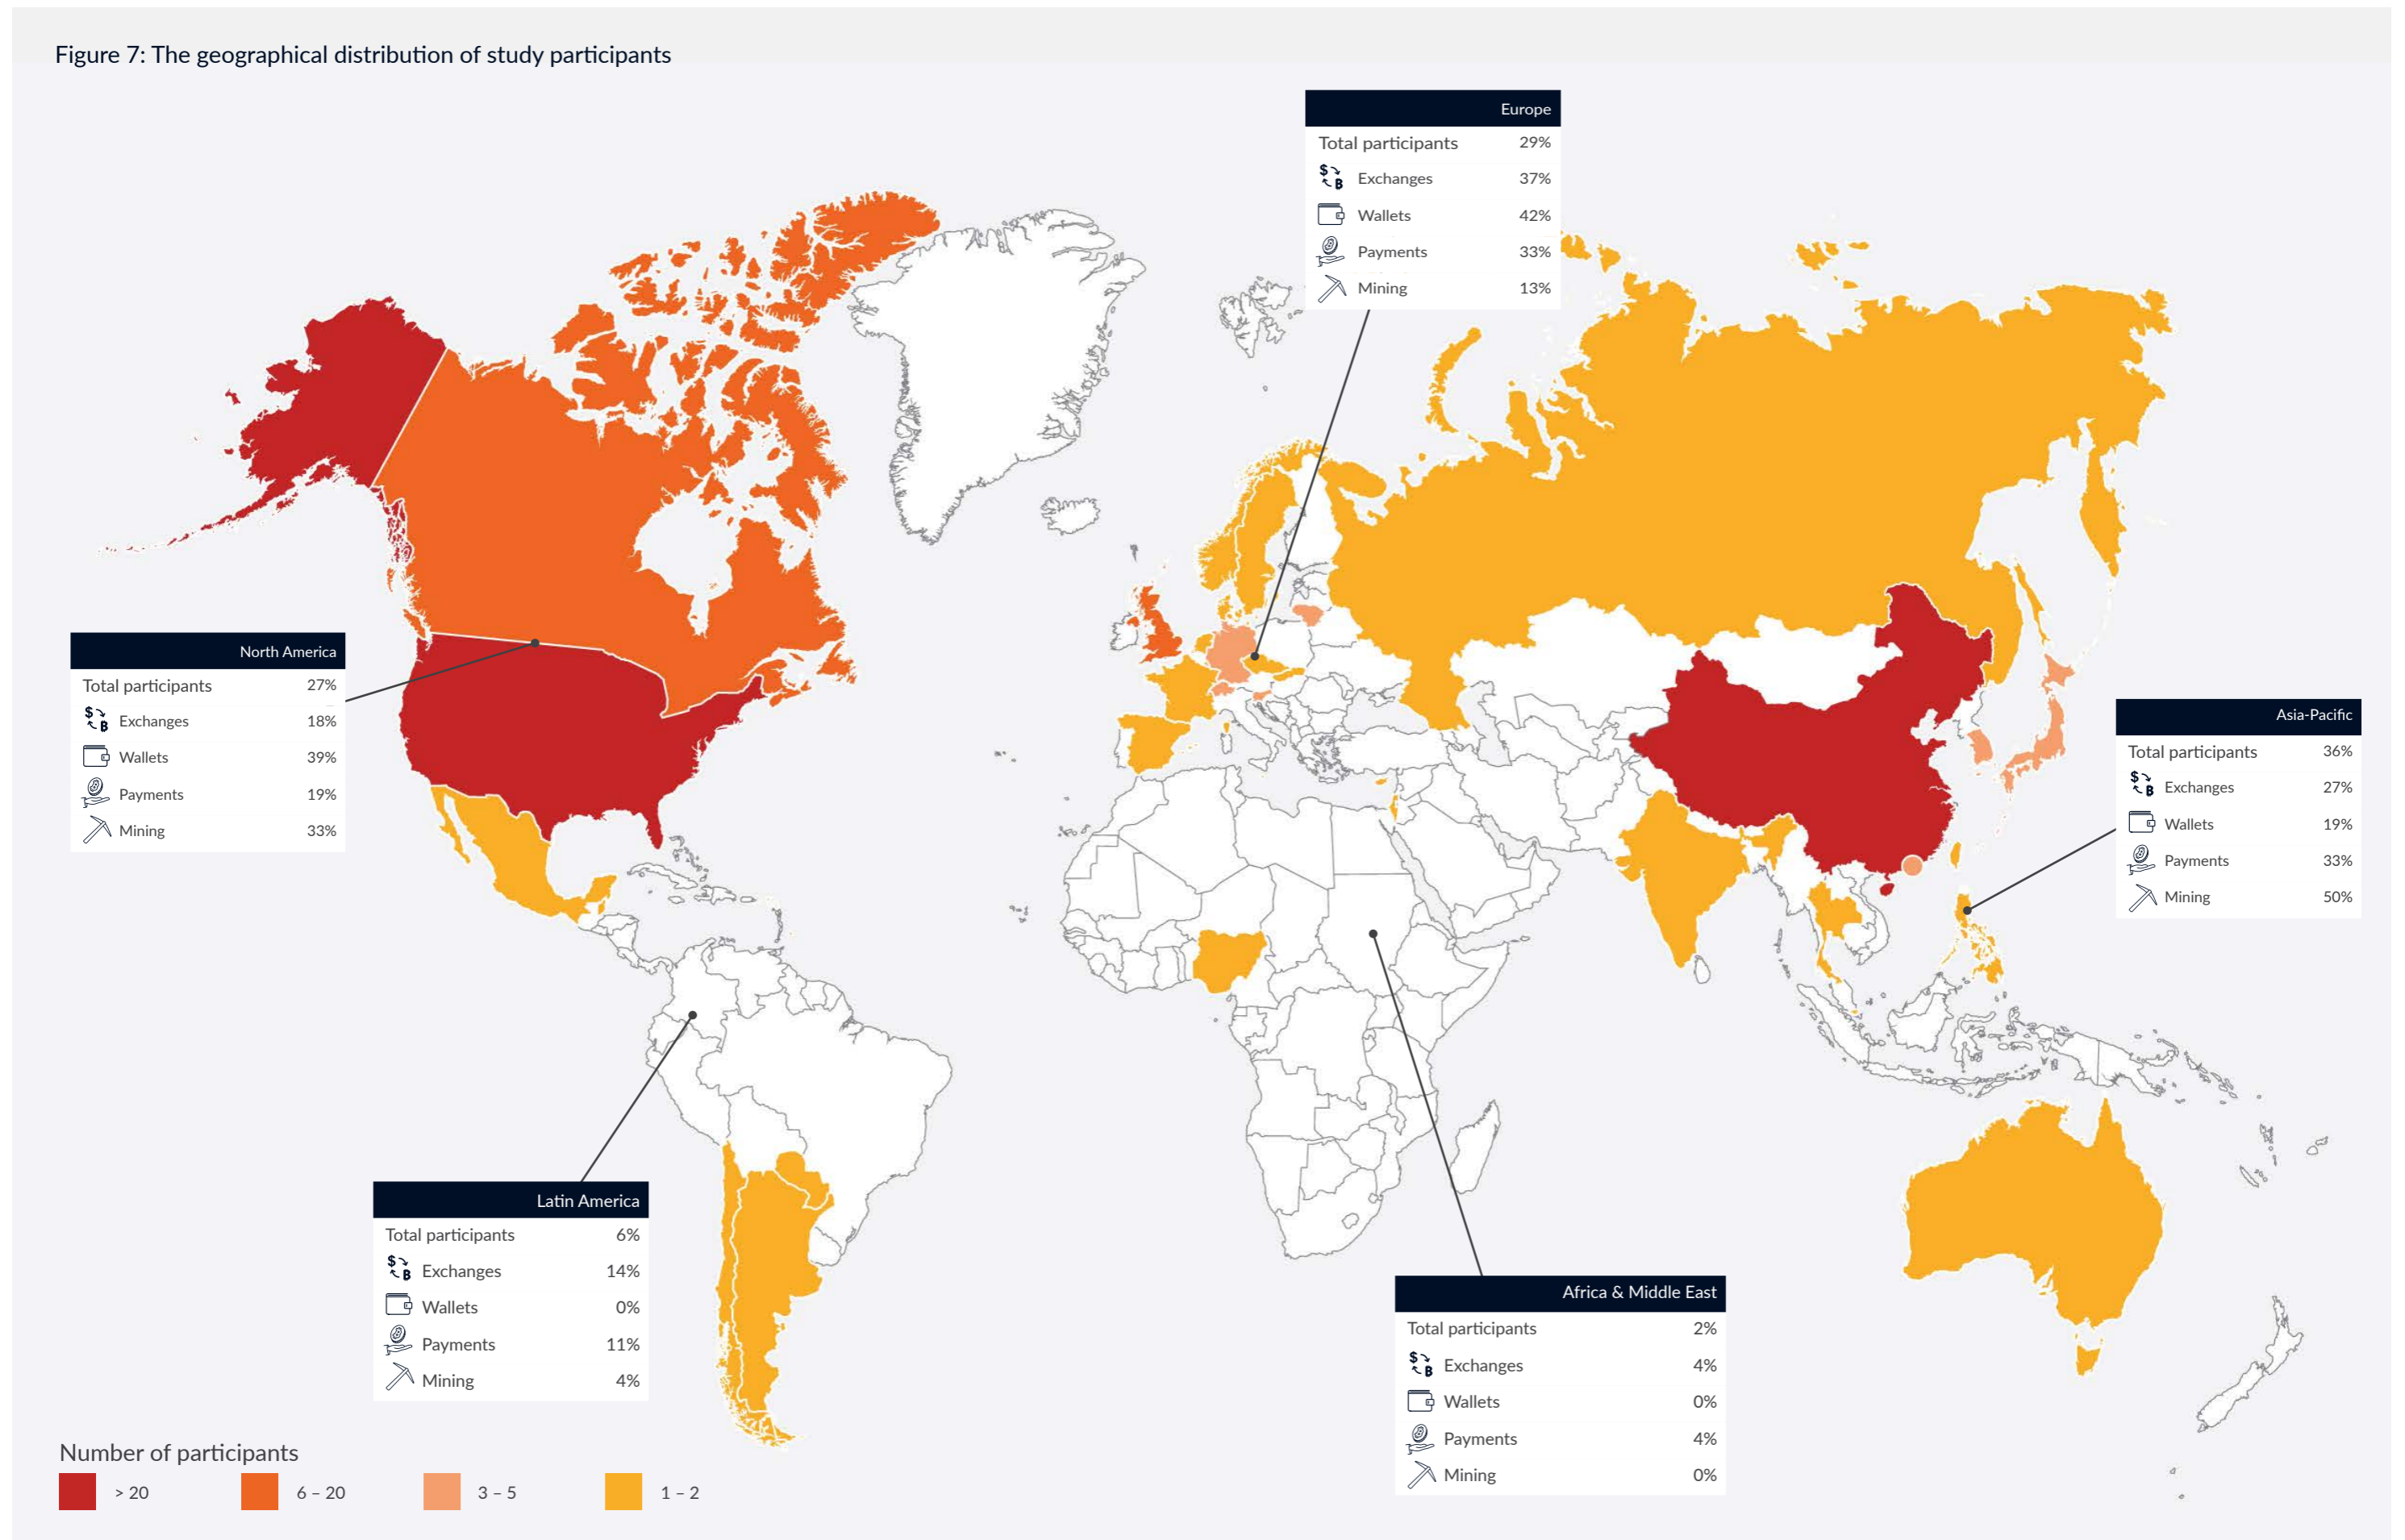 Figure 7: The geographical distribution of study participants
Europe
Total participants 29%
Exchanges 37%
Wallets 42%
Payments 33%
Mining 13%
North America
Total participants 27%
Exchanges 18%
Wallets 39%
Payments 19%
Mining 33%
Asia-Pacific
Total participants 36%
Exchanges 27%
Wallets 19%
Payments 33%
Mining 50%
Latin America
Total participants 6%
Exchanges 14%
Wallets 0%
Payments 11%
Mining 4%
Africa & Middle East
Total participants 2%
Exchanges 4%
Wallets 0%
Payments 4%
Mining 0%
Number of participants
> 20 6 – 20 3 – 5 1 – 2